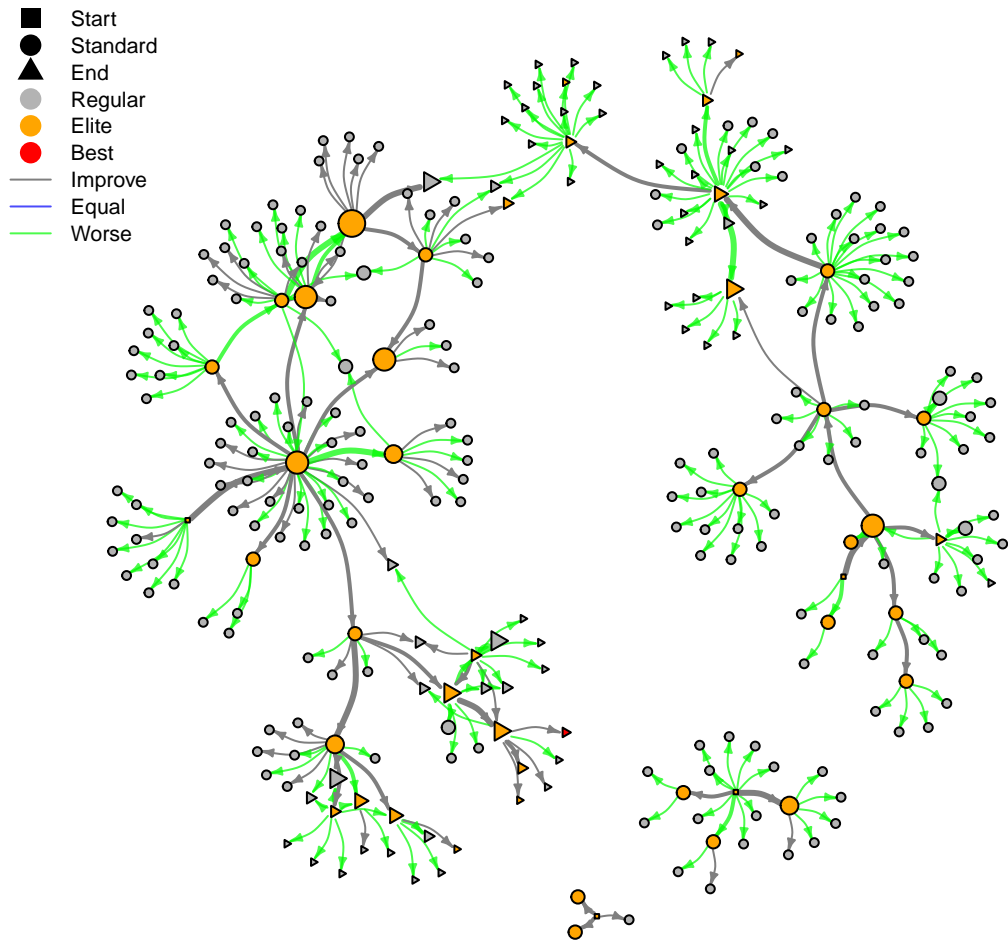 Start
Standard
End
Regular
Elite
Best
Improve
Equal
Worse